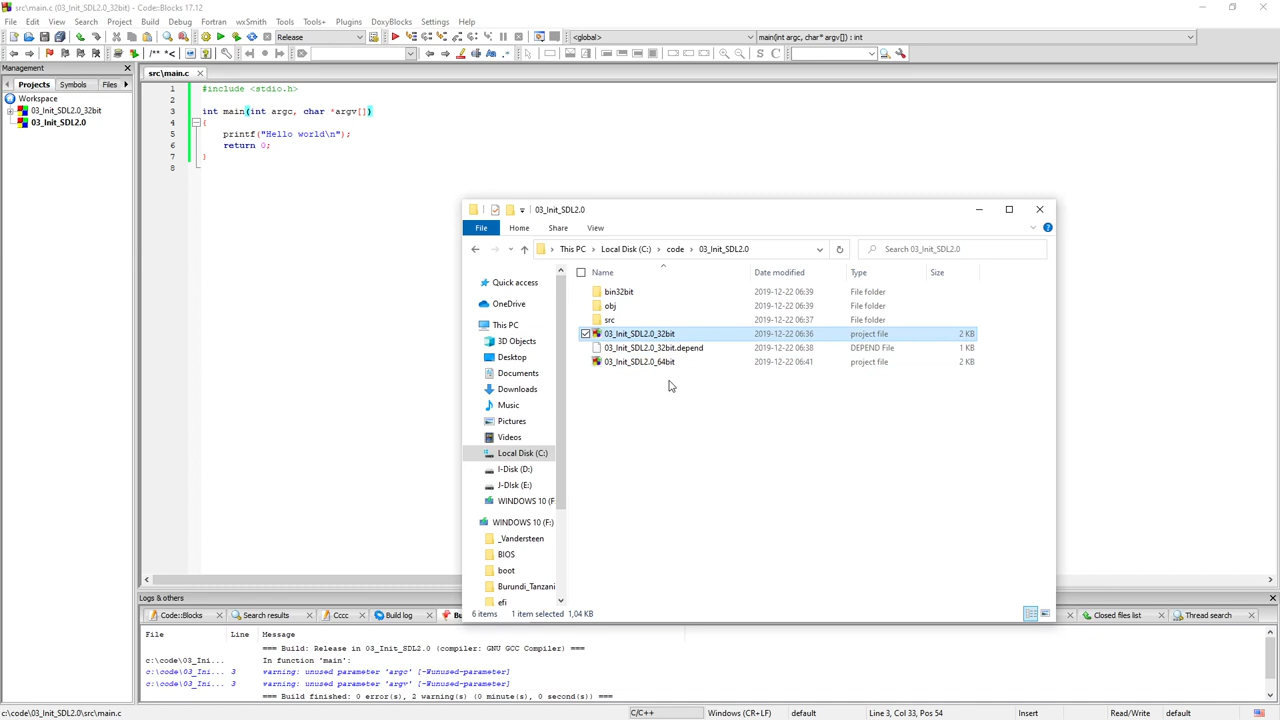 src\main.c (03_Init_SDL2.0_32bit) - Code::Blocks 17.12
File Edit View Search Project Build Debug Fortran wxSmith Tools Tools+ Plugins DoxyBlocks Settings Help
Release
<global>
main(int argc, char* argv[]) : int
/** *<
S C
Management
Projects Symbols Files
Workspace
03_Init_SDL2.0_32bit
03_Init_SDL2.0
src\main.c
1 #include <stdio.h>
2
3 int main(int argc, char *argv[])
4 {
5 printf("Hello world\n");
6 return 0;
7 }
8
03_Init_SDL2.0
File Home Share View
This PC Local Disk (C:) code 03_Init_SDL2.0
Search 03_Init_SDL2.0
Quick access
OneDrive
This PC
3D Objects
Desktop
Documents
Downloads
Music
Pictures
Videos
Local Disk (C:)
I-Disk (D:)
J-DIsk (E:)
WINDOWS 10 (F
WINDOWS 10 (F:)
_Vandersteen
BIOS
boot
Burundi_Tanzani
efi
Name Date modified Type Size
bin32bit 2019-12-22 06:39 File folder
obj 2019-12-22 06:39 File folder
src 2019-12-22 06:37 File folder
03_Init_SDL2.0_32bit 2019-12-22 06:36 project file 2 KB
03_Init_SDL2.0_32bit.depend 2019-12-22 06:38 DEPEND File 1 KB
03_Init_SDL2.0_64bit 2019-12-22 06:41 project file 2 KB
6 items 1 item selected 1,04 KB
Logs & others
Code::Blocks Search results Cccc Build log Bu
Closed files list Thread search
File Line Message
=== Build: Release in 03_Init_SDL2.0 (compiler: GNU GCC Compiler) ===
c:\code\03_Ini... In function 'main':
c:\code\03_Ini... 3 warning: unused parameter 'argc' [-Wunused-parameter]
c:\code\03_Ini... 3 warning: unused parameter 'argv' [-Wunused-parameter]
=== Build finished: 0 error(s), 2 warning(s) (0 minute(s), 0 second(s)) ===
c:\code\03_Init_SDL2.0\src\main.c C/C++ Windows (CR+LF) default Line 3, Col 33, Pos 54 Insert Read/Write default